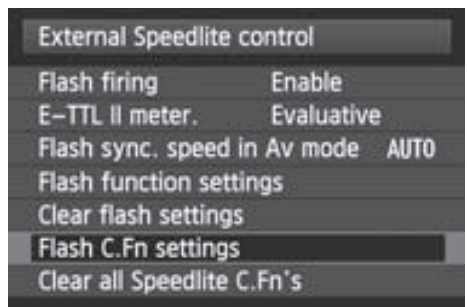 External Speedlite control
Flash firing Enable
E-TTL II meter. Evaluative
Flash sync. speed in Av mode AUTO
Flash function settings
Clear flash settings
Flash C.Fn settings
Clear all Speedlite C.Fn's